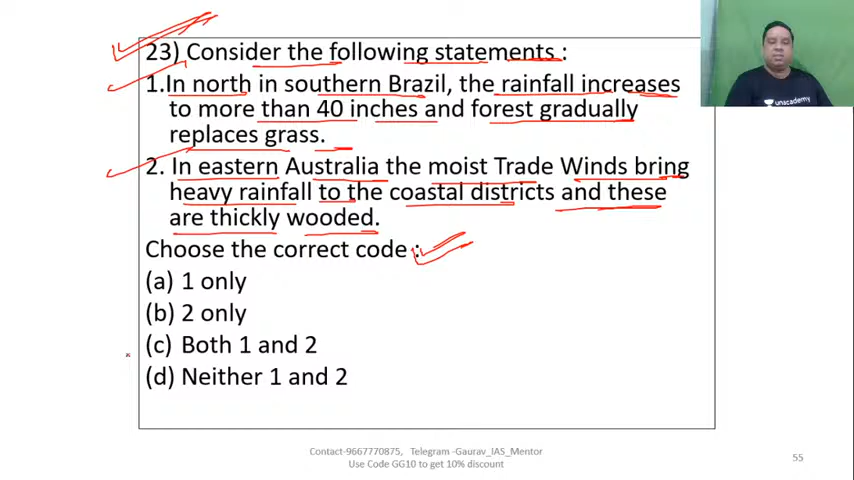 23) Consider the following statements :
1.In north in southern Brazil, the rainfall increases
to more than 40 inches and forest gradually
replaces grass.
2. In eastern Australia the moist Trade Winds bring
heavy rainfall to the coastal districts and these
are thickly wooded.
Choose the correct code :
(a) 1 only
(b) 2 only
(c) Both 1 and 2
(d) Neither 1 and 2
unacademy
Contact-9667770875, Telegram -Gaurav_IAS_Mentor
Use Code GG10 to get 10% discount
55